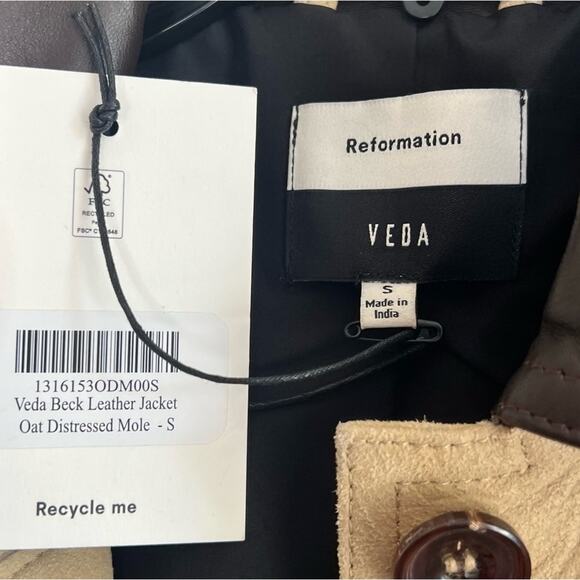 FSC
RECYCLED
Reformation
VEDA
S
Made in
India
1316153ODM00S
Veda Beck Leather Jacket
Oat Distressed Mole - S
Recycle me